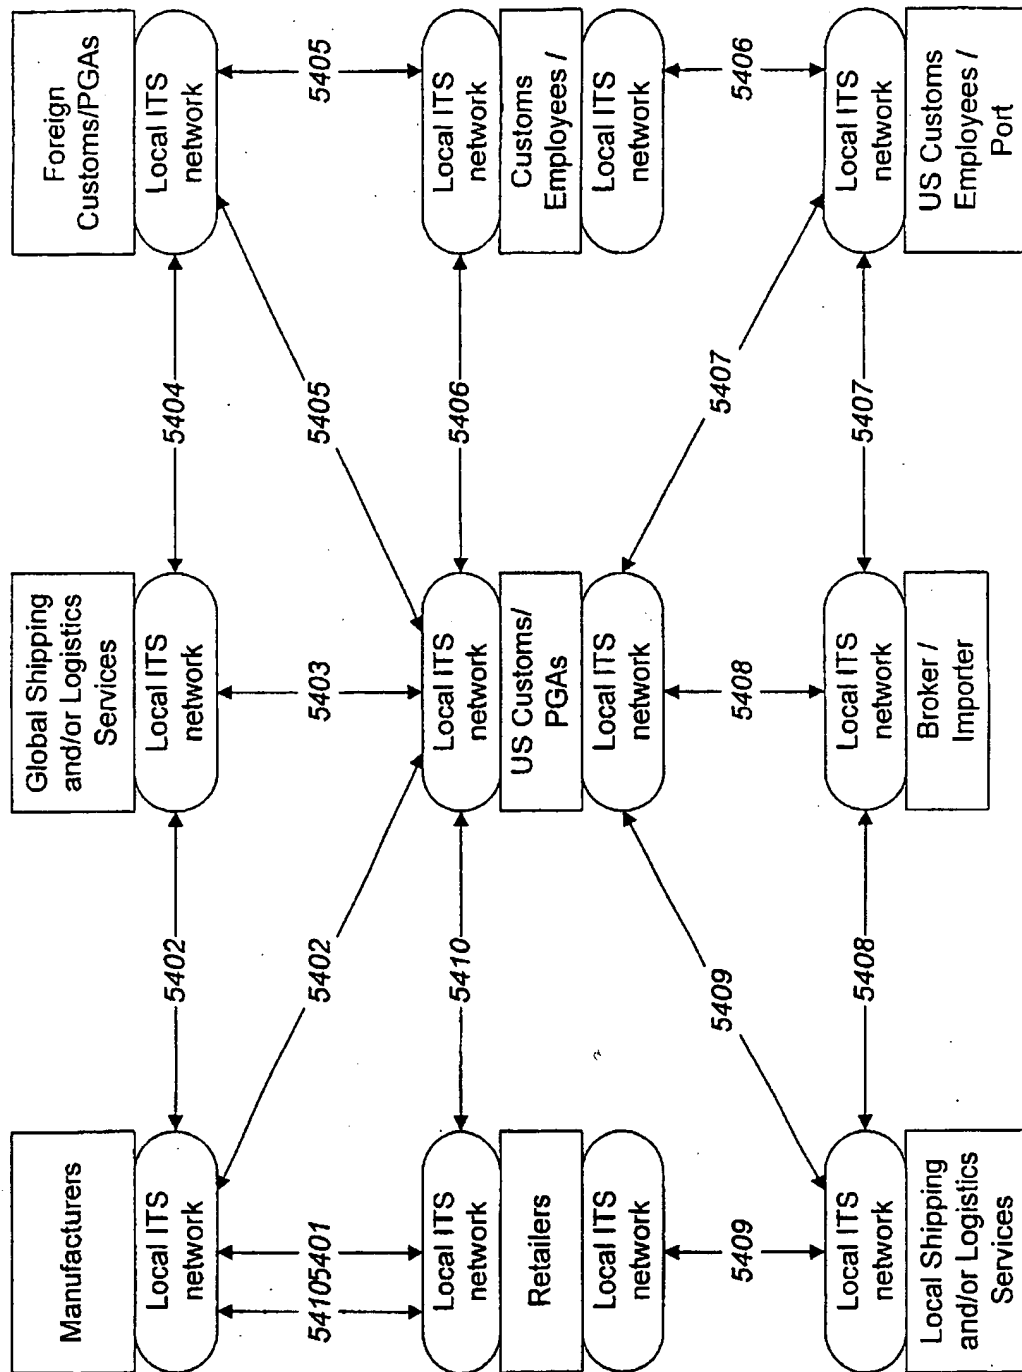 Manufacturers
Global Shipping
and/or Logistics
Services
Foreign
Customs/PGAs
Local ITS
network
5402
Local ITS
network
5404
Local ITS
network
5410
5401
5402
5403
5405
5405
Local ITS
network
5410
Local ITS
network
5406
Local ITS
network
Retailers
US Customs/
PGAs
Customs
Employees /
Local ITS
network
Local ITS
network
Local ITS
network
5409
5409
5408
5407
5406
Local ITS
network
5408
Local ITS
network
5407
Local ITS
network
Local Shipping
and/or Logistics
Services
Broker /
Importer
US Customs
Employees /
Port